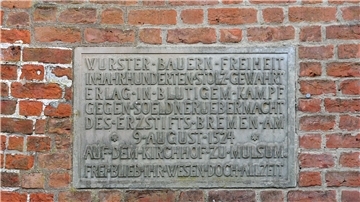 WURSTER-BAUERN-FREIHEIT
IN JAHRHUNDERTEN STOLZ GEWAHRT
ERLAG IN BLUTIGEM KAMPF
GEGEN SOELDNERUEBERMACHT
DES ERZSTIFTS BREMEN AM
9·AUGUST·1524
AUF DEM KIRCHHOF ZU MULSUM
FREI BLIEB IHR WESEN DOCH ALLZEIT